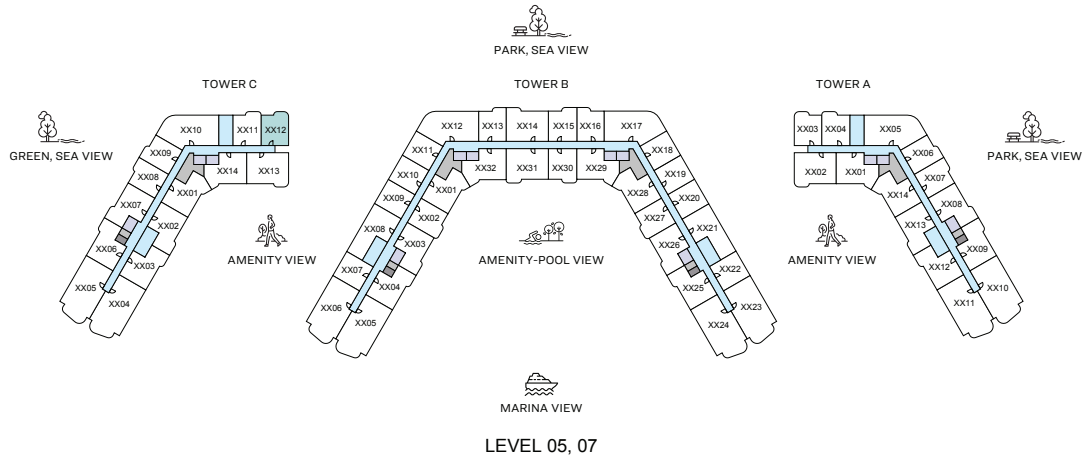 PARK, SEA VIEW
TOWER C
TOWER B
TOWER A
GREEN, SEA VIEW
PARK, SEA VIEW
XX10
XX11
XX12
XX09
XX08
XX07
XX06
XX05
XX04
XX03
XX02
XX01
XX14
XX13
AMENITY VIEW
XX12
XX13
XX14
XX15
XX16
XX17
XX11
XX10
XX09
XX08
XX07
XX06
XX05
XX04
XX03
XX02
XX01
XX32
XX31
XX30
XX29
XX28
XX27
XX26
XX25
XX24
XX18
XX19
XX20
XX21
XX22
XX23
AMENITY-POOL VIEW
XX03
XX04
XX05
XX02
XX01
XX06
XX07
XX08
XX09
XX10
XX14
XX13
XX12
XX11
AMENITY VIEW
MARINA VIEW
LEVEL 05, 07